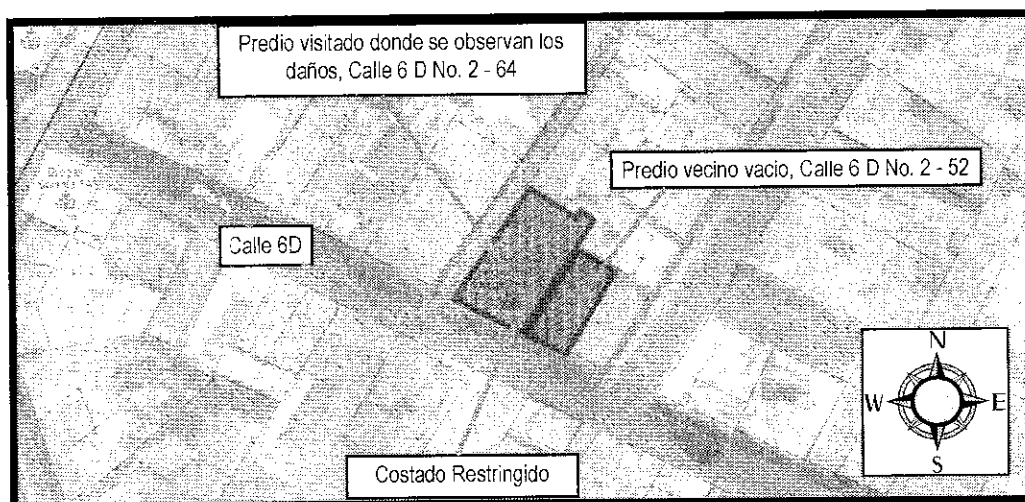 Predio visitado donde se observan los
daños, Calle 6 D No. 2 - 64
Predio vecino vacio, Calle 6 D No. 2 - 52
Calle 6D
N
W E
S
Costado Restringido